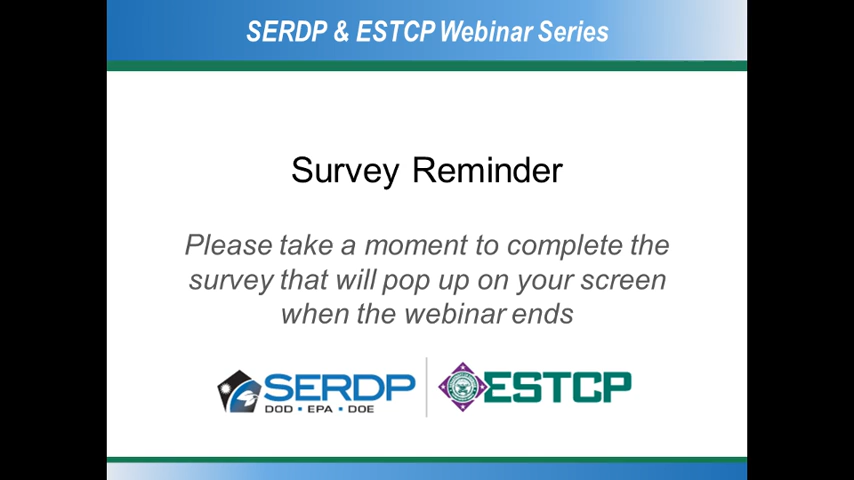 SERDP & ESTCP Webinar Series
Survey Reminder
Please take a moment to complete the
survey that will pop up on your screen
when the webinar ends
SERDP
DOD • EPA • DOE
ESTCP